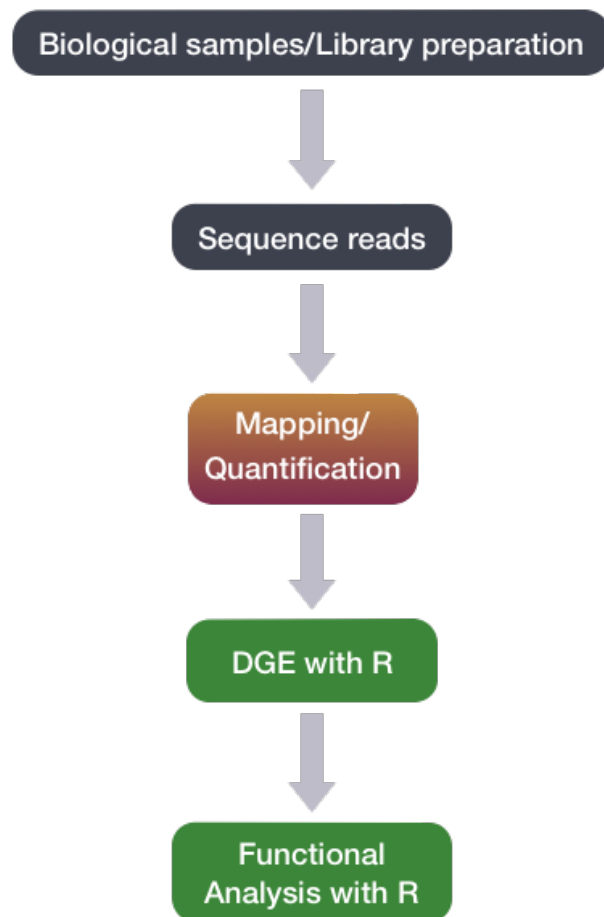 Biological samples/Library preparation
Sequence reads
Mapping/
Quantification
DGE with R
Functional
Analysis with R